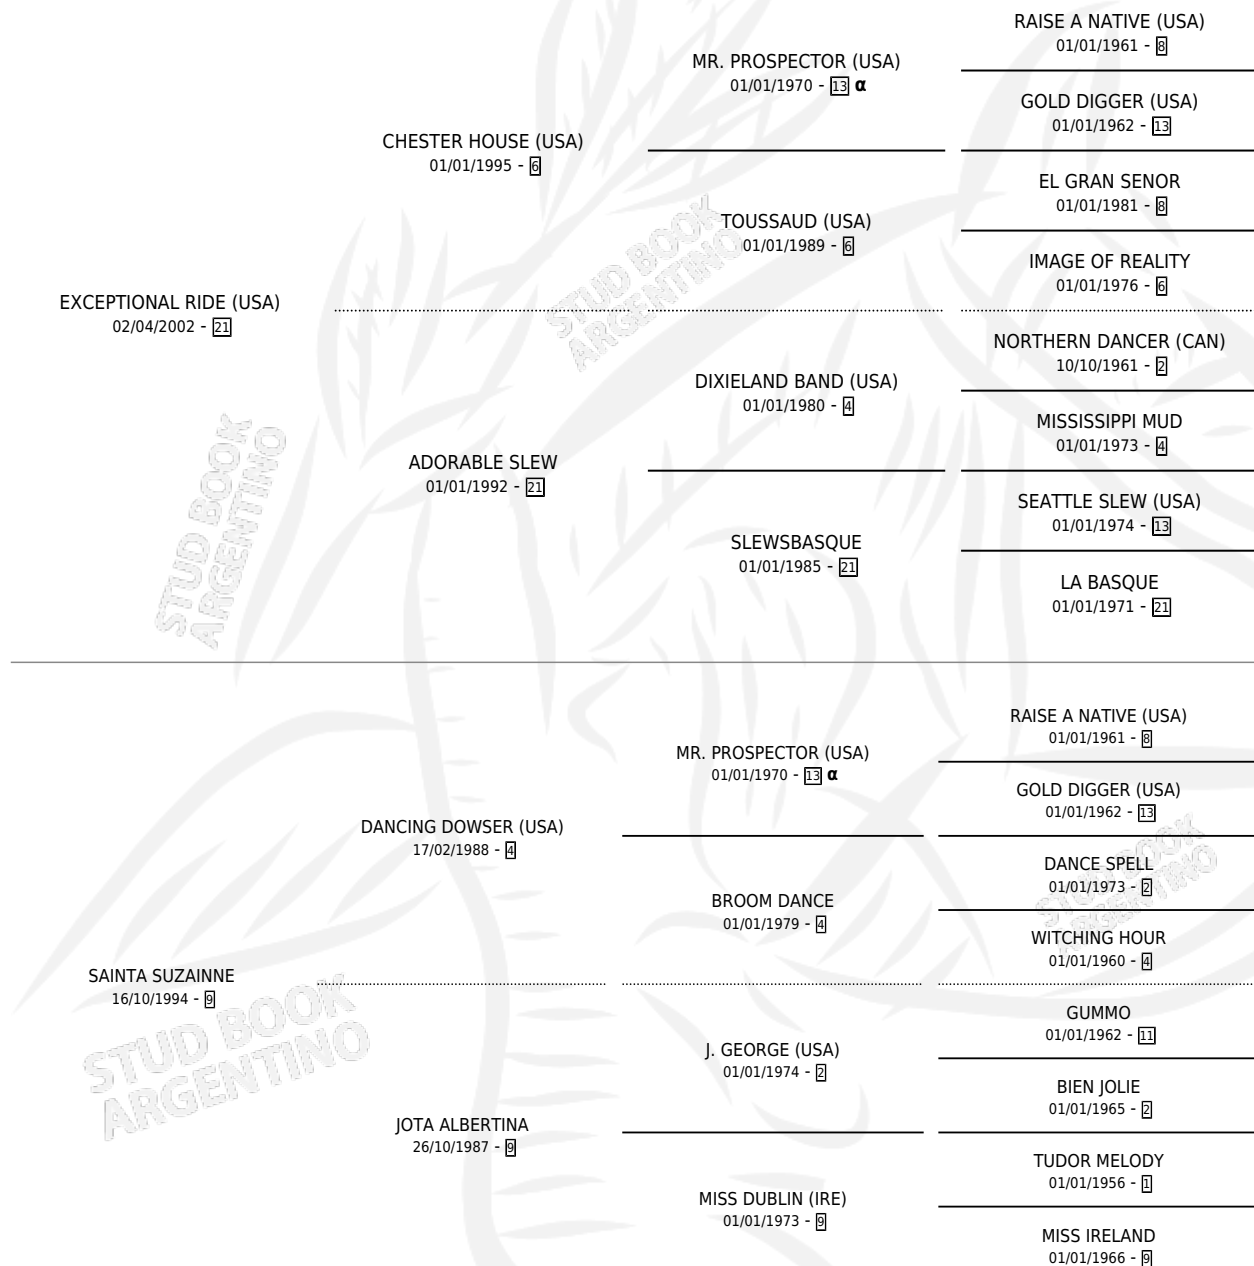 RAISE A NATIVE (USA)
01/01/1961 - 8
MR. PROSPECTOR (USA)
01/01/1970 - 13 α
GOLD DIGGER (USA)
01/01/1962 - 13
CHESTER HOUSE (USA)
01/01/1995 - 6
EL GRAN SENOR
01/01/1981 - 8
TOUSSAUD (USA)
01/01/1989 - 6
IMAGE OF REALITY
01/01/1976 - 6
EXCEPTIONAL RIDE (USA)
02/04/2002 - 21
NORTHERN DANCER (CAN)
10/10/1961 - 2
DIXIELAND BAND (USA)
01/01/1980 - 4
MISSISSIPPI MUD
01/01/1973 - 4
ADORABLE SLEW
01/01/1992 - 21
SEATTLE SLEW (USA)
01/01/1974 - 13
SLEWSBASQUE
01/01/1985 - 21
LA BASQUE
01/01/1971 - 21
RAISE A NATIVE (USA)
01/01/1961 - 8
MR. PROSPECTOR (USA)
01/01/1970 - 13 α
GOLD DIGGER (USA)
01/01/1962 - 13
DANCING DOWSER (USA)
17/02/1988 - 4
DANCE SPELL
01/01/1973 - 2
BROOM DANCE
01/01/1979 - 4
WITCHING HOUR
01/01/1960 - 4
SAINTA SUZAINNE
16/10/1994 - 9
GUMMO
01/01/1962 - 11
J. GEORGE (USA)
01/01/1974 - 2
BIEN JOLIE
01/01/1965 - 2
JOTA ALBERTINA
26/10/1987 - 9
TUDOR MELODY
01/01/1956 - 1
MISS DUBLIN (IRE)
01/01/1973 - 9
MISS IRELAND
01/01/1966 - 9
STUD BOOK
ARGENTINO
STUD BOOK
ARGENTINO
STUD BOOK
ARGENTINO
STUD BOOK
ARGENTINO